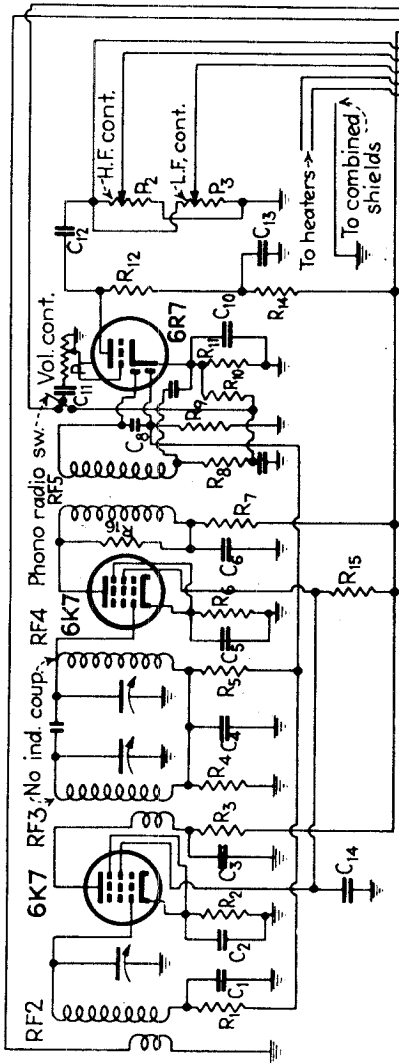 RF2
6K7
RF3
No ind. coup.
RF4
6K7
Phono radio sw.
RF5
Vol. cont.
6R7
H.F. cont.
L.F. cont.
To heaters
To combined shields
R1
C1
C2
R2
C3
R3
C14
R4
C4
R5
C5
R6
R16
C6
R7
R15
R8
C8
R9
R10
R11
C10
C11
P1
R12
C12
C13
R14
P2
P3